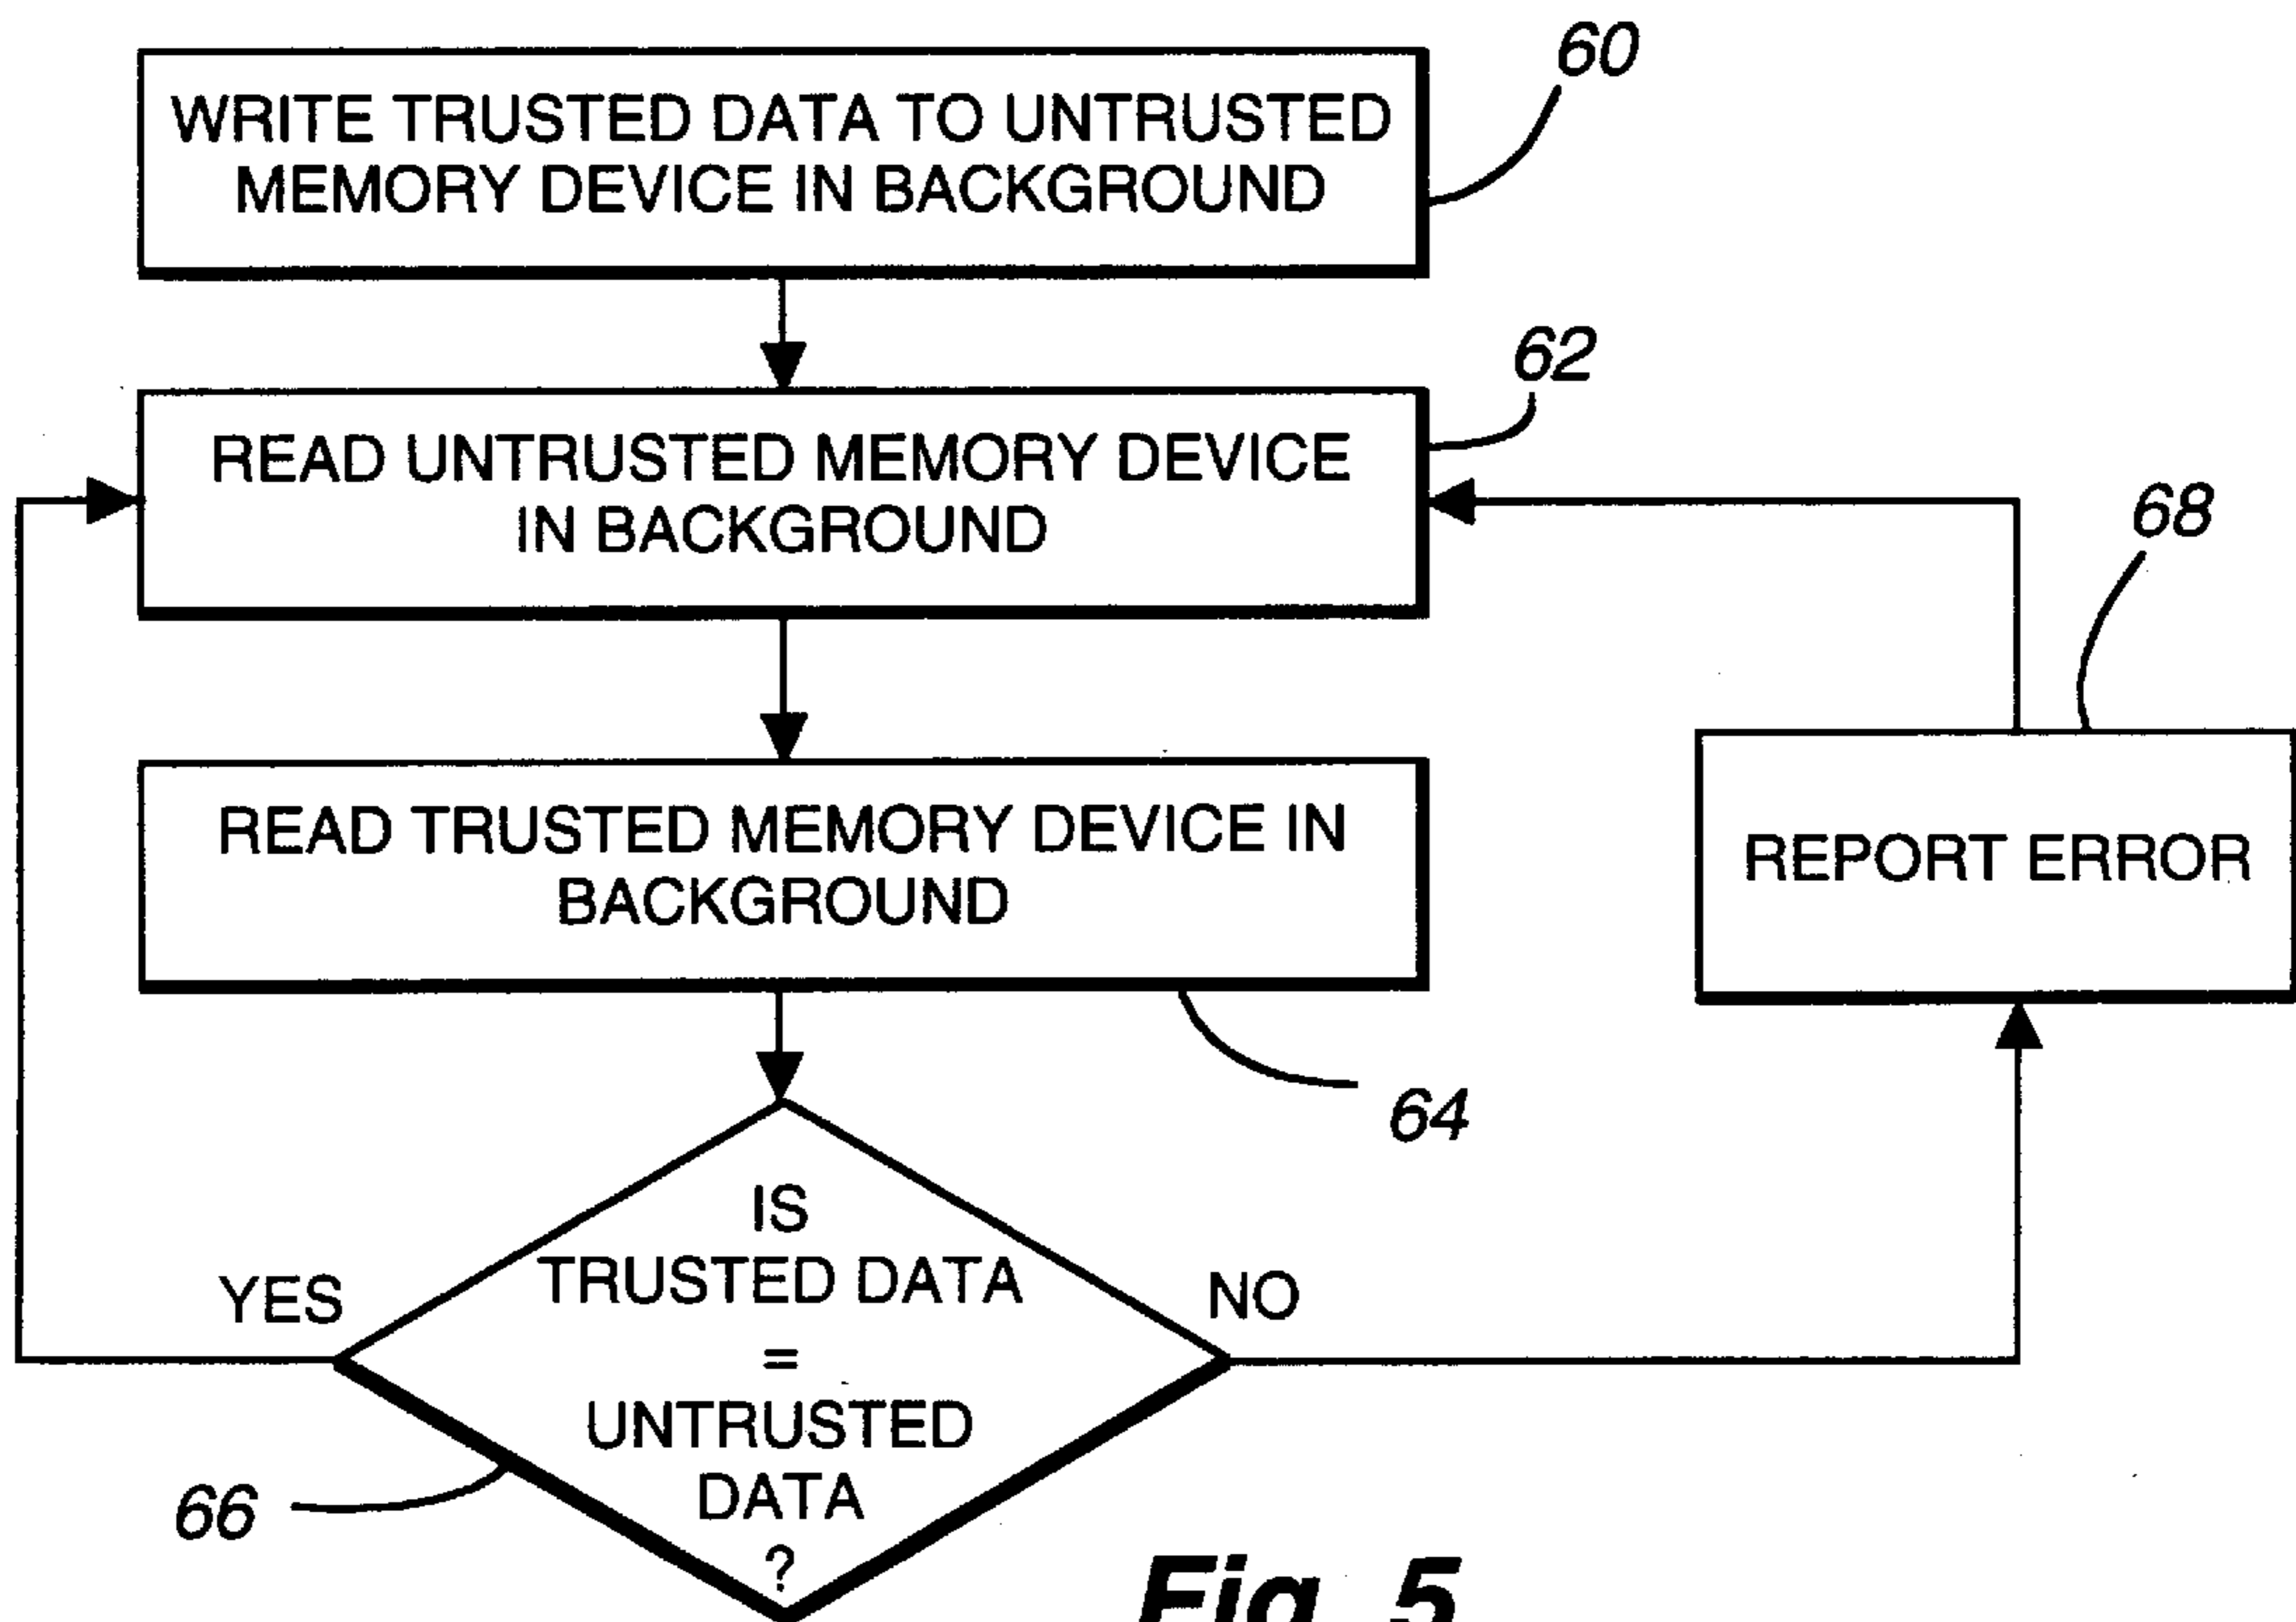 60
WRITE TRUSTED DATA TO UNTRUSTED
MEMORY DEVICE IN BACKGROUND
62
READ UNTRUSTED MEMORY DEVICE
IN BACKGROUND
68
READ TRUSTED MEMORY DEVICE IN
BACKGROUND
REPORT ERROR
64
IS
TRUSTED DATA
=
UNTRUSTED
DATA
?
YES
NO
66
Fig. 5